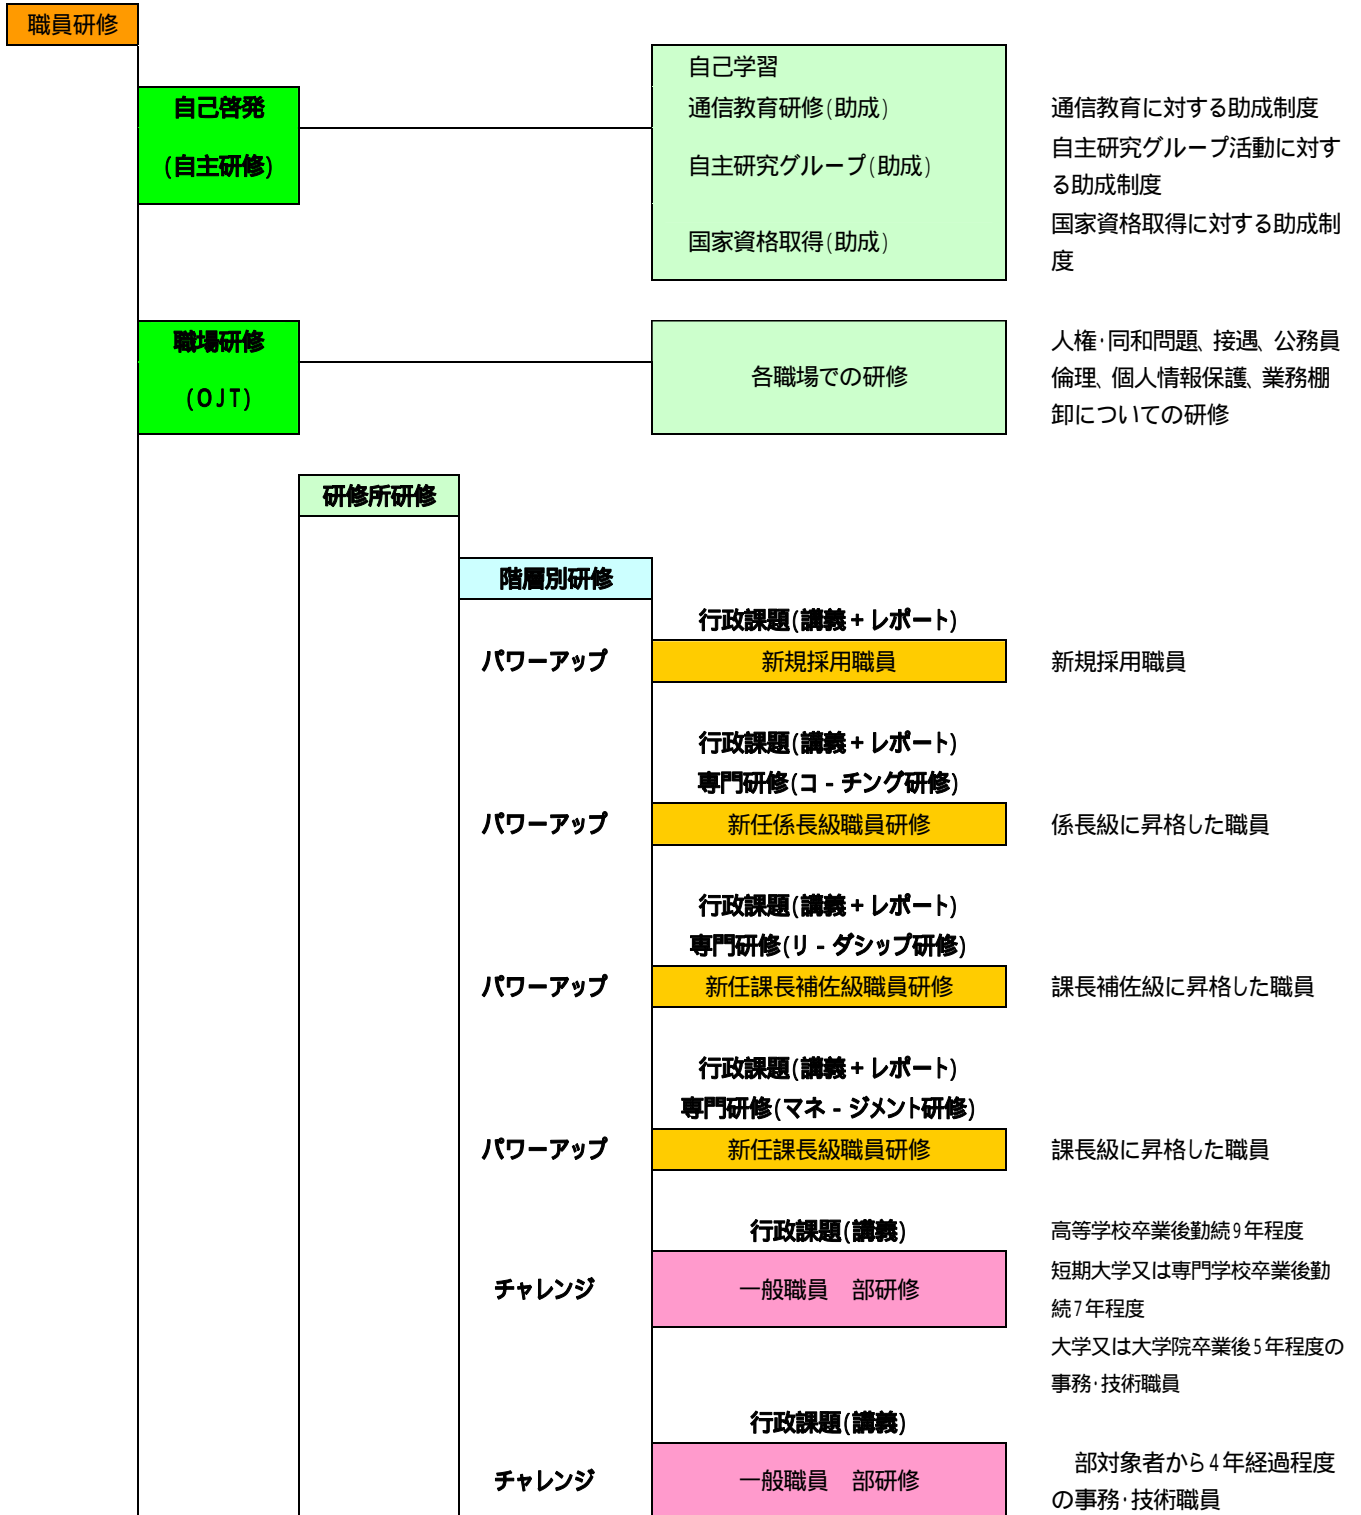 職員研修
自己学習
自己啓発
通信教育研修(助成)
通信教育に対する助成制度
(自主研修)
自主研究グループ(助成)
自主研究グループ活動に対す
る助成制度
国家資格取得(助成)
国家資格取得に対する助成制
度
職場研修
(OJT)
各職場での研修
人権・同和問題、接遇、公務員
倫理、個人情報保護、業務棚
卸についての研修
研修所研修
階層別研修
行政課題(講義+レポート)
パワーアップ
新規採用職員
新規採用職員
行政課題(講義+レポート)
専門研修(コ-チング研修)
パワーアップ
新任係長級職員研修
係長級に昇格した職員
行政課題(講義+レポート)
専門研修(リ-ダシップ研修)
パワーアップ
新任課長補佐級職員研修
課長補佐級に昇格した職員
行政課題(講義+レポート)
専門研修(マネ-ジメント研修)
パワーアップ
新任課長級職員研修
課長級に昇格した職員
行政課題(講義)
チャレンジ
一般職員 部研修
高等学校卒業後勤続9年程度
短期大学又は専門学校卒業後勤
続7年程度
大学又は大学院卒業後5年程度の
事務・技術職員
行政課題(講義)
チャレンジ
一般職員 部研修
部対象者から4年経過程度
の事務・技術職員